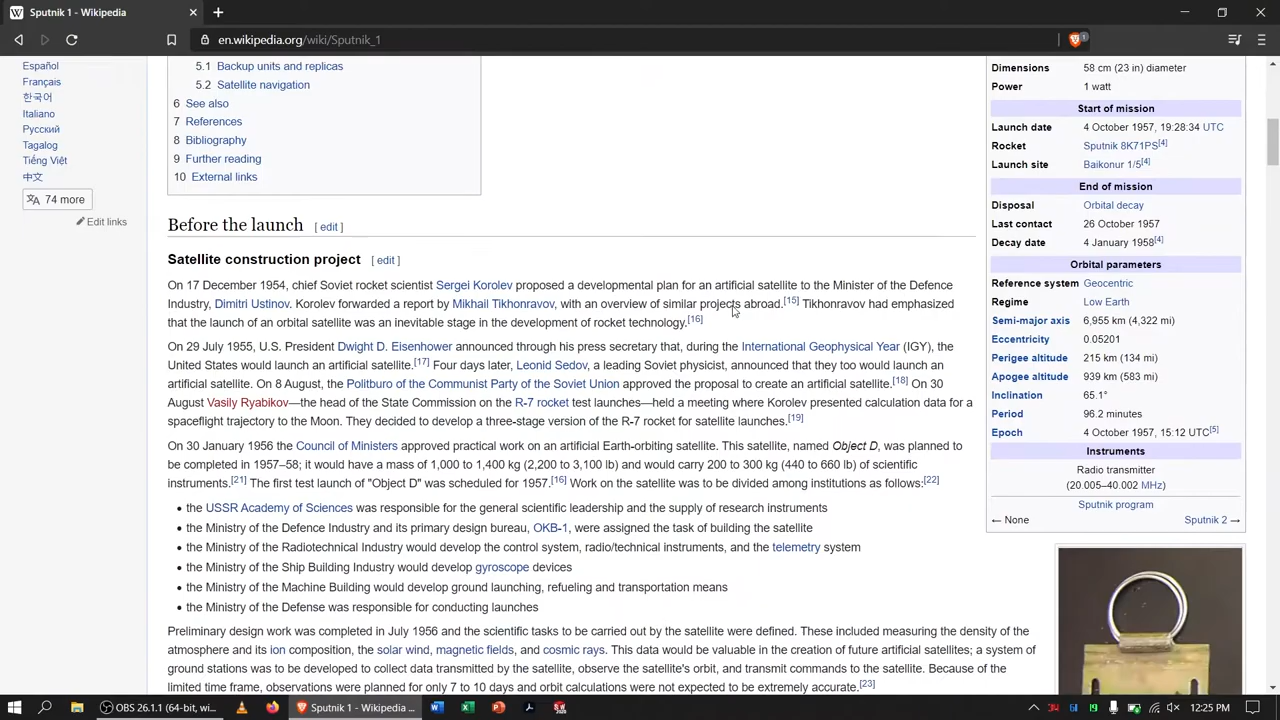 Sputnik 1 - Wikipedia
en.wikipedia.org/wiki/Sputnik_1
1
Español
Français
한국어
Italiano
Русский
Tagalog
Tiếng Việt
中文
74 more
Edit links
5.1 Backup units and replicas
5.2 Satellite navigation
6 See also
7 References
8 Bibliography
9 Further reading
10 External links
Before the launch [ edit ]
Satellite construction project [ edit ]
On 17 December 1954, chief Soviet rocket scientist Sergei Korolev proposed a developmental plan for an artificial satellite to the Minister of the Defence
Industry, Dimitri Ustinov. Korolev forwarded a report by Mikhail Tikhonravov, with an overview of similar projects abroad.[15] Tikhonravov had emphasized
that the launch of an orbital satellite was an inevitable stage in the development of rocket technology.[16]
On 29 July 1955, U.S. President Dwight D. Eisenhower announced through his press secretary that, during the International Geophysical Year (IGY), the
United States would launch an artificial satellite.[17] Four days later, Leonid Sedov, a leading Soviet physicist, announced that they too would launch an
artificial satellite. On 8 August, the Politburo of the Communist Party of the Soviet Union approved the proposal to create an artificial satellite.[18] On 30
August Vasily Ryabikov—the head of the State Commission on the R-7 rocket test launches—held a meeting where Korolev presented calculation data for a
spaceflight trajectory to the Moon. They decided to develop a three-stage version of the R-7 rocket for satellite launches.[19]
On 30 January 1956 the Council of Ministers approved practical work on an artificial Earth-orbiting satellite. This satellite, named Object D, was planned to
be completed in 1957–58; it would have a mass of 1,000 to 1,400 kg (2,200 to 3,100 lb) and would carry 200 to 300 kg (440 to 660 lb) of scientific
instruments.[21] The first test launch of "Object D" was scheduled for 1957.[16] Work on the satellite was to be divided among institutions as follows:[22]
• the USSR Academy of Sciences was responsible for the general scientific leadership and the supply of research instruments
• the Ministry of the Defence Industry and its primary design bureau, OKB-1, were assigned the task of building the satellite
• the Ministry of the Radiotechnical Industry would develop the control system, radio/technical instruments, and the telemetry system
• the Ministry of the Ship Building Industry would develop gyroscope devices
• the Ministry of the Machine Building would develop ground launching, refueling and transportation means
• the Ministry of the Defense was responsible for conducting launches
Preliminary design work was completed in July 1956 and the scientific tasks to be carried out by the satellite were defined. These included measuring the density of the
atmosphere and its ion composition, the solar wind, magnetic fields, and cosmic rays. This data would be valuable in the creation of future artificial satellites; a system of
ground stations was to be developed to collect data transmitted by the satellite, observe the satellite's orbit, and transmit commands to the satellite. Because of the
limited time frame, observations were planned for only 7 to 10 days and orbit calculations were not expected to be extremely accurate.[23]
Dimensions 58 cm (23 in) diameter
Power 1 watt
Start of mission
Launch date 4 October 1957, 19:28:34 UTC
Rocket Sputnik 8K71PS[4]
Launch site Baikonur 1/5[4]
End of mission
Disposal Orbital decay
Last contact 26 October 1957
Decay date 4 January 1958[4]
Orbital parameters
Reference system Geocentric
Regime Low Earth
Semi-major axis 6,955 km (4,322 mi)
Eccentricity 0.05201
Perigee altitude 215 km (134 mi)
Apogee altitude 939 km (583 mi)
Inclination 65.1°
Period 96.2 minutes
Epoch 4 October 1957, 15:12 UTC[5]
Instruments
Radio transmitter
(20.005–40.002 MHz)
Sputnik program
← None Sputnik 2 →
OBS 26.1.1 (64-bit, wi...
Sputnik 1 - Wikipedia ...
12:25 PM